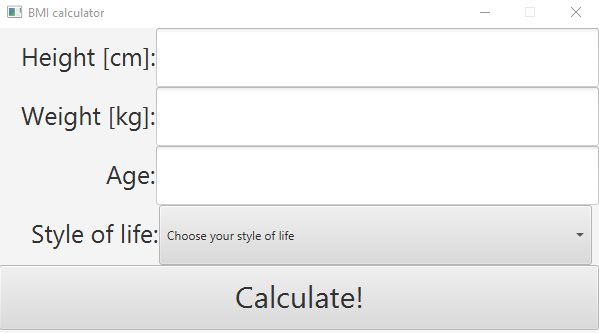 BMI calculator
Height [cm]:
Weight [kg]:
Age:
Style of life: Choose your style of life
Calculate!